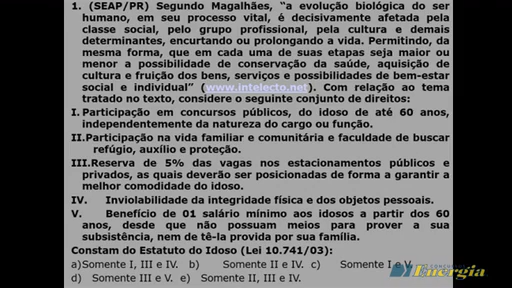 1. (SEAP/PR) Segundo Magalhães, “a evolução biológica do ser
humano, em seu processo vital, é decisivamente afetada pela
classe social, pelo grupo profissional, pela cultura e demais
determinantes, encurtando ou prolongando a vida. Permitindo, da
mesma forma, que em cada uma de suas etapas seja maior ou
menor a possibilidade de conservação da saúde, aquisição de
cultura e fruição dos bens, serviços e possibilidades de bem-estar
social e individual” (www.intelecto.net). Com relação ao tema
tratado no texto, considere o seguinte conjunto de direitos:
I. Participação em concursos públicos, do idoso de até 60 anos,
independentemente da natureza do cargo ou função.
II.Participação na vida familiar e comunitária e faculdade de buscar
refúgio, auxílio e proteção.
III.Reserva de 5% das vagas nos estacionamentos públicos e
privados, as quais deverão ser posicionadas de forma a garantir a
melhor comodidade do idoso.
IV. Inviolabilidade da integridade física e dos objetos pessoais.
V. Benefício de 01 salário mínimo aos idosos a partir dos 60
anos, desde que não possuam meios para prover a sua
subsistência, nem de tê-la provida por sua família.
Constam do Estatuto do Idoso (Lei 10.741/03):
a)Somente I, III e IV. b) Somente II e IV. c) Somente I e V.
d) Somente III e V. e) Somente II, III e IV.
Energia